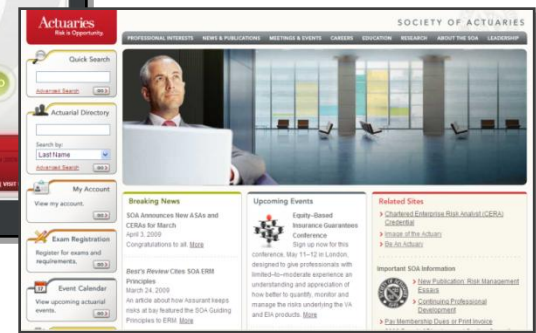 Actuaries
Risk is Opportunity.
SOCIETY OF ACTUARIES
PROFESSIONAL INTERESTS NEWS & PUBLICATIONS MEETINGS & EVENTS CAREERS EDUCATION RESEARCH ABOUT THE SOA LEADERSHIP
Quick Search
Advanced Search GO
Actuarial Directory
Search by:
Last Name
Advanced Search GO
My Account
View my account.
GO
Exam Registration
Register for exams and
requirements. GO
Event Calendar
View upcoming actuarial
events. GO
VISIT
Breaking News
SOA Announces New ASAs and
CERAs for March
April 3, 2009
Congratulations to all. More
Best's Review Cites SOA ERM
Principles
March 24, 2009
An article about how Assurant keeps
risks at bay featured the SOA Guiding
Principles to ERM. More
Upcoming Events
Equity-Based
Insurance Guarantees
Conference
Sign up now for this
conference, May 11-12 in London,
designed to give professionals with
limited-to-moderate experience an
understanding and appreciation of
how better to quantify, monitor and
manage the risks underlying the VA
and EIA products. More
Related Sites
Chartered Enterprise Risk Analyst (CERA)
Credential
Image of the Actuary
Be An Actuary
Important SOA Information
New Publication: Risk Management
Essays
Continuing Professional
Development
Pay Membership Dues or Print Invoice